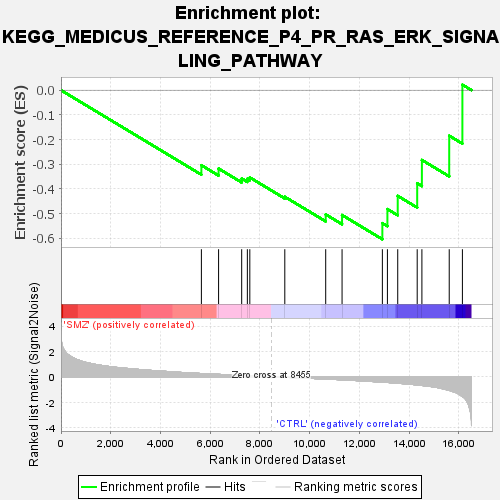 Enrichment plot:
KEGG_MEDICUS_REFERENCE_P4_PR_RAS_ERK_SIGNA
LING_PATHWAY
Enrichment score (ES)
0.0
-0.1
-0.2
-0.3
-0.4
-0.5
-0.6
'SMZ' (positively correlated)
Ranked list metric (Signal2Noise)
4
2
0
-2
-4
Zero cross at 8455
'CTRL' (negatively correlated)
0
2,000
4,000
6,000
8,000
10,000
12,000
14,000
16,000
Rank in Ordered Dataset
Enrichment profile
Hits
Ranking metric scores